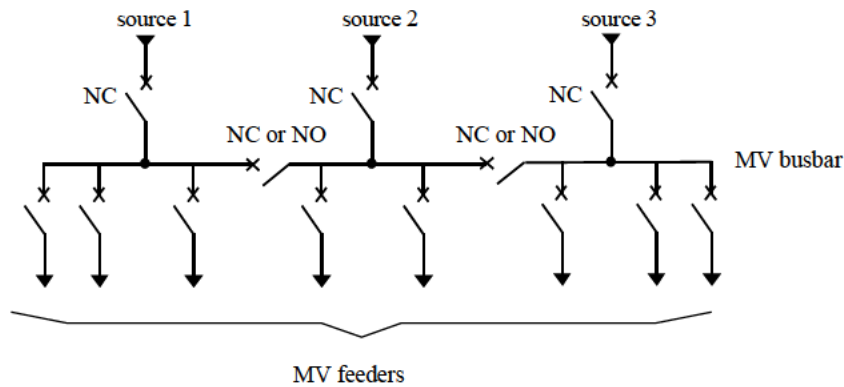 source 1
source 2
source 3
NC
NC
NC
NC or NO
NC or NO
MV busbar
MV feeders